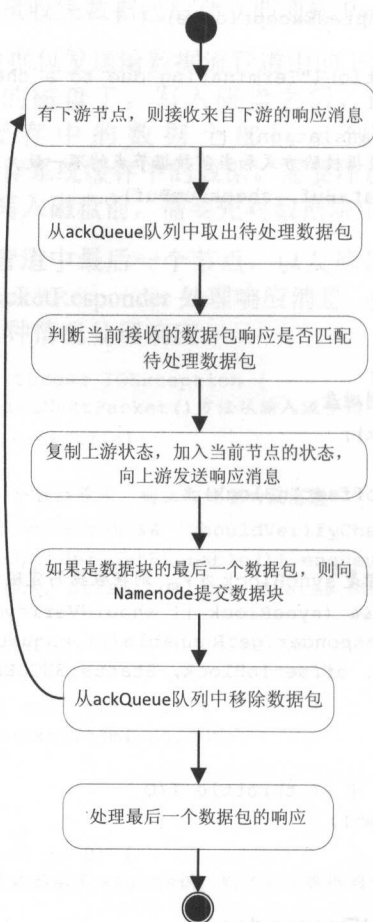 有下游节点，则接收来自下游的响应消息
从ackQueue队列中取出待处理数据包
判断当前接收的数据包响应是否匹配
待处理数据包
复制上游状态，加入当前节点的状态，
向上游发送响应消息
如果是数据块的最后一个数据包，则向
Namenode提交数据块
从ackQueue队列中移除数据包
处理最后一个数据包的响应